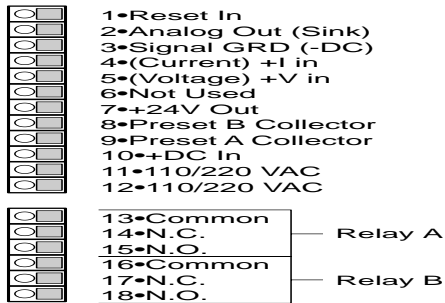 1•Reset In
2•Analog Out (Sink)
3•Signal GRD (-DC)
4•(Current) +I in
5•(Voltage) +V in
6•Not Used
7•+24V Out
8•Preset B Collector
9•Preset A Collector
10•+DC In
11•110/220 VAC
12•110/220 VAC
13•Common
14•N.C.
Relay A
15•N.O.
16•Common
17•N.C.
Relay B
18•N.O.